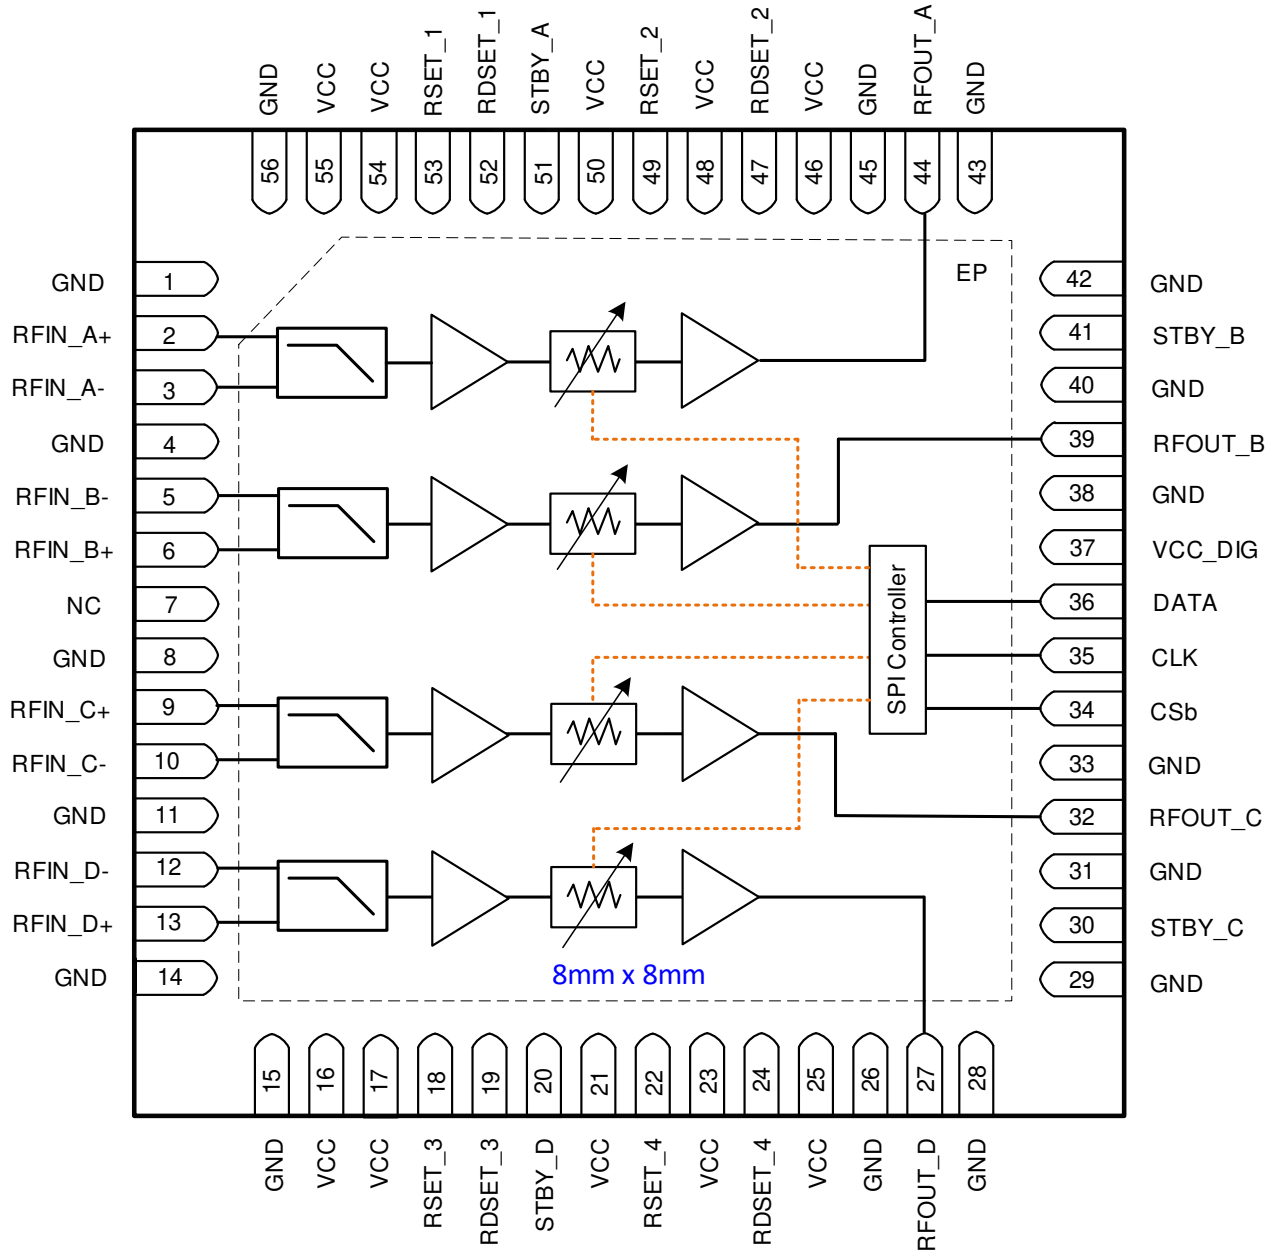 GND
VCC
VCC
RSET_1
RDSET_1
STBY_A
VCC
RSET_2
VCC
RDSET_2
VCC
GND
RFOUT_A
GND
56
55
54
53
52
51
50
49
48
47
46
45
44
43
EP
GND 1
RFIN_A+ 2
RFIN_A- 3
GND 4
RFIN_B- 5
RFIN_B+ 6
NC 7
GND 8
RFIN_C+ 9
RFIN_C- 10
GND 11
RFIN_D- 12
RFIN_D+ 13
GND 14
SPI Controller
42 GND
41 STBY_B
40 GND
39 RFOUT_B
38 GND
37 VCC_DIG
36 DATA
35 CLK
34 CSb
33 GND
32 RFOUT_C
31 GND
30 STBY_C
29 GND
8mm x 8mm
15
16
17
18
19
20
21
22
23
24
25
26
27
28
GND
VCC
VCC
RSET_3
RDSET_3
STBY_D
VCC
RSET_4
VCC
RDSET_4
VCC
GND
RFOUT_D
GND